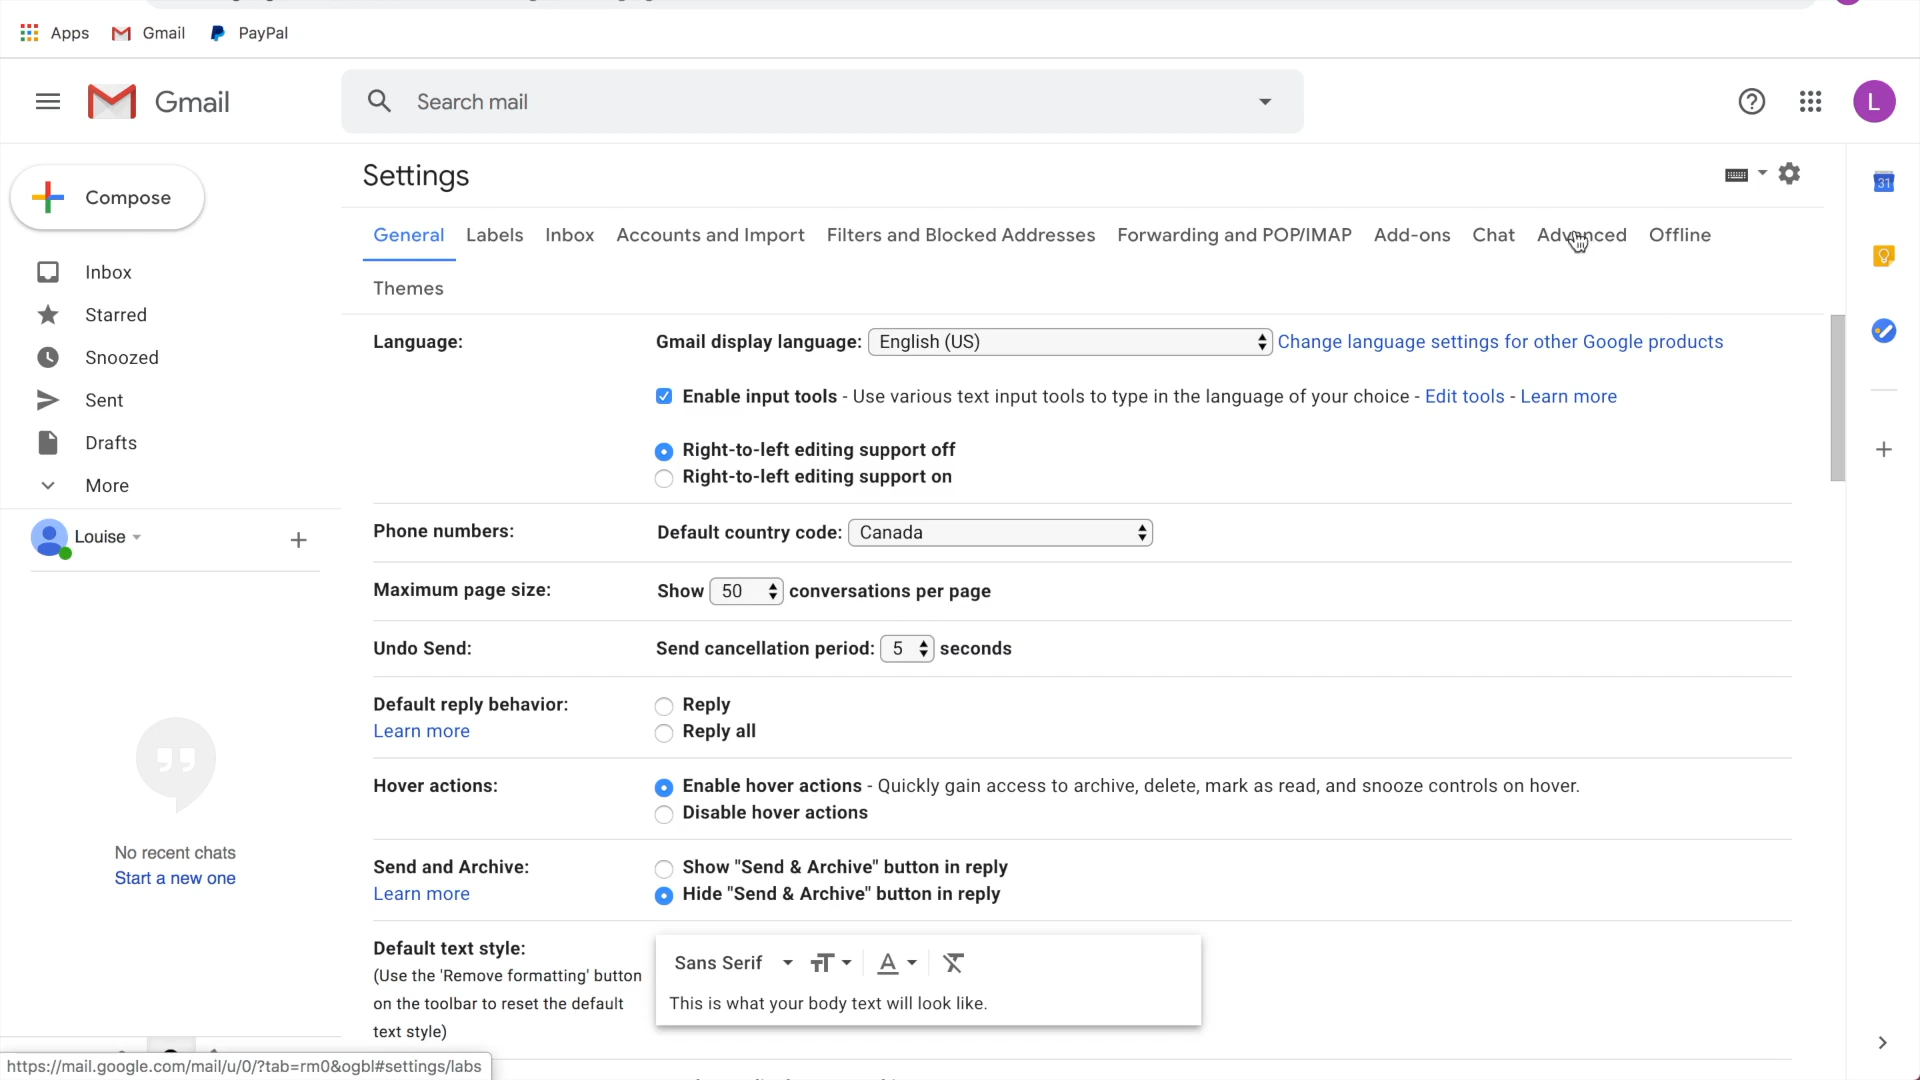 Apps Gmail PayPal
Gmail Search mail L
Compose
Inbox
Starred
Snoozed
Sent
Drafts
More
Louise
No recent chats
Start a new one
Settings
General Labels Inbox Accounts and Import Filters and Blocked Addresses Forwarding and POP/IMAP Add-ons Chat Advanced Offline
Themes
Language: Gmail display language: English (US) Change language settings for other Google products
Enable input tools - Use various text input tools to type in the language of your choice - Edit tools - Learn more
Right-to-left editing support off
Right-to-left editing support on
Phone numbers: Default country code: Canada
Maximum page size: Show 50 conversations per page
Undo Send: Send cancellation period: 5 seconds
Default reply behavior: Reply
Learn more Reply all
Hover actions: Enable hover actions - Quickly gain access to archive, delete, mark as read, and snooze controls on hover.
Disable hover actions
Send and Archive: Show "Send & Archive" button in reply
Learn more Hide "Send & Archive" button in reply
Default text style:
(Use the 'Remove formatting' button
on the toolbar to reset the default
text style)
Sans Serif
This is what your body text will look like.
31
https://mail.google.com/mail/u/0/?tab=rm0&ogbl#settings/labs